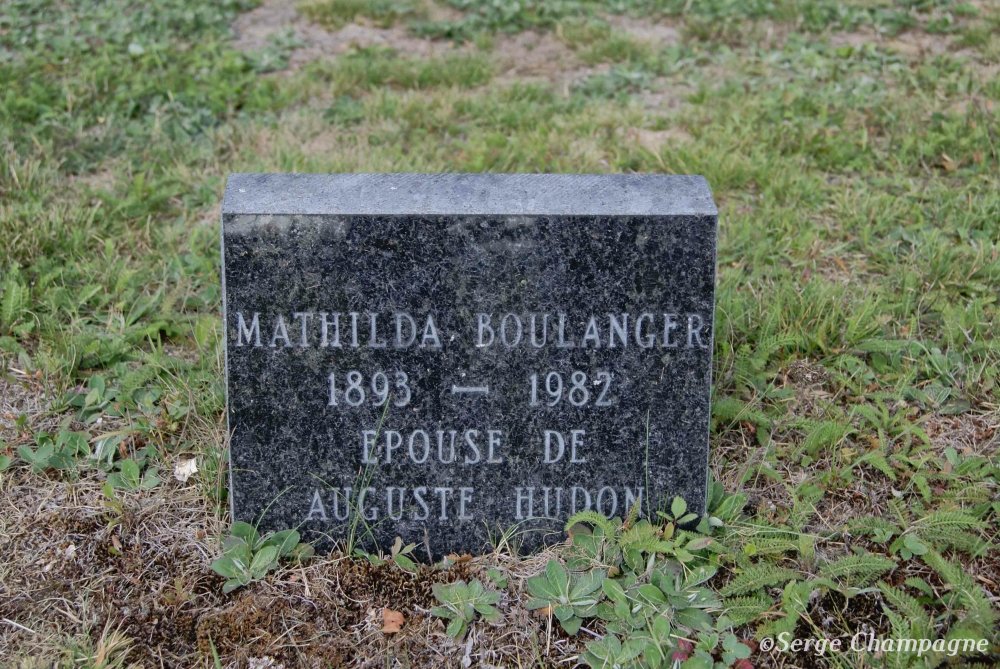 MATHILDA BOULANGER
1893 — 1982
EPOUSE DE
AUGUSTE HUDON
©Serge Champagne